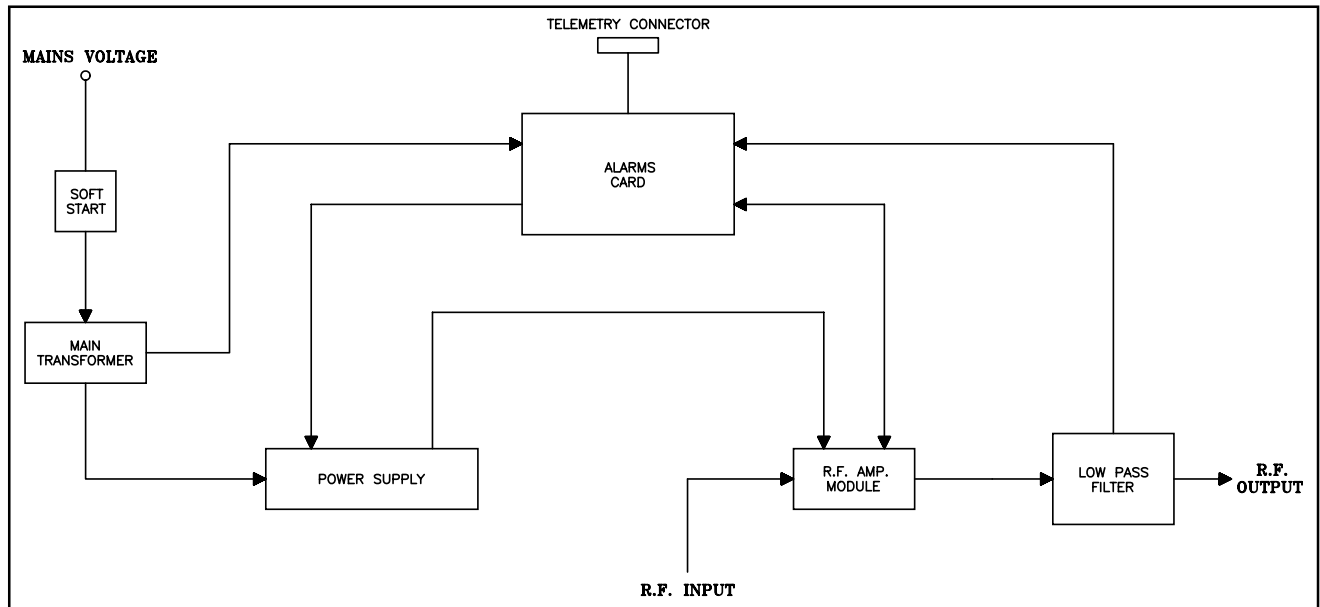 TELEMETRY CONNECTOR
MAINS VOLTAGE
ALARMS
CARD
SOFT
START
MAIN
TRANSFORMER
POWER SUPPLY
R.F. AMP.
MODULE
LOW PASS
FILTER
R.F.
OUTPUT
R.F. INPUT